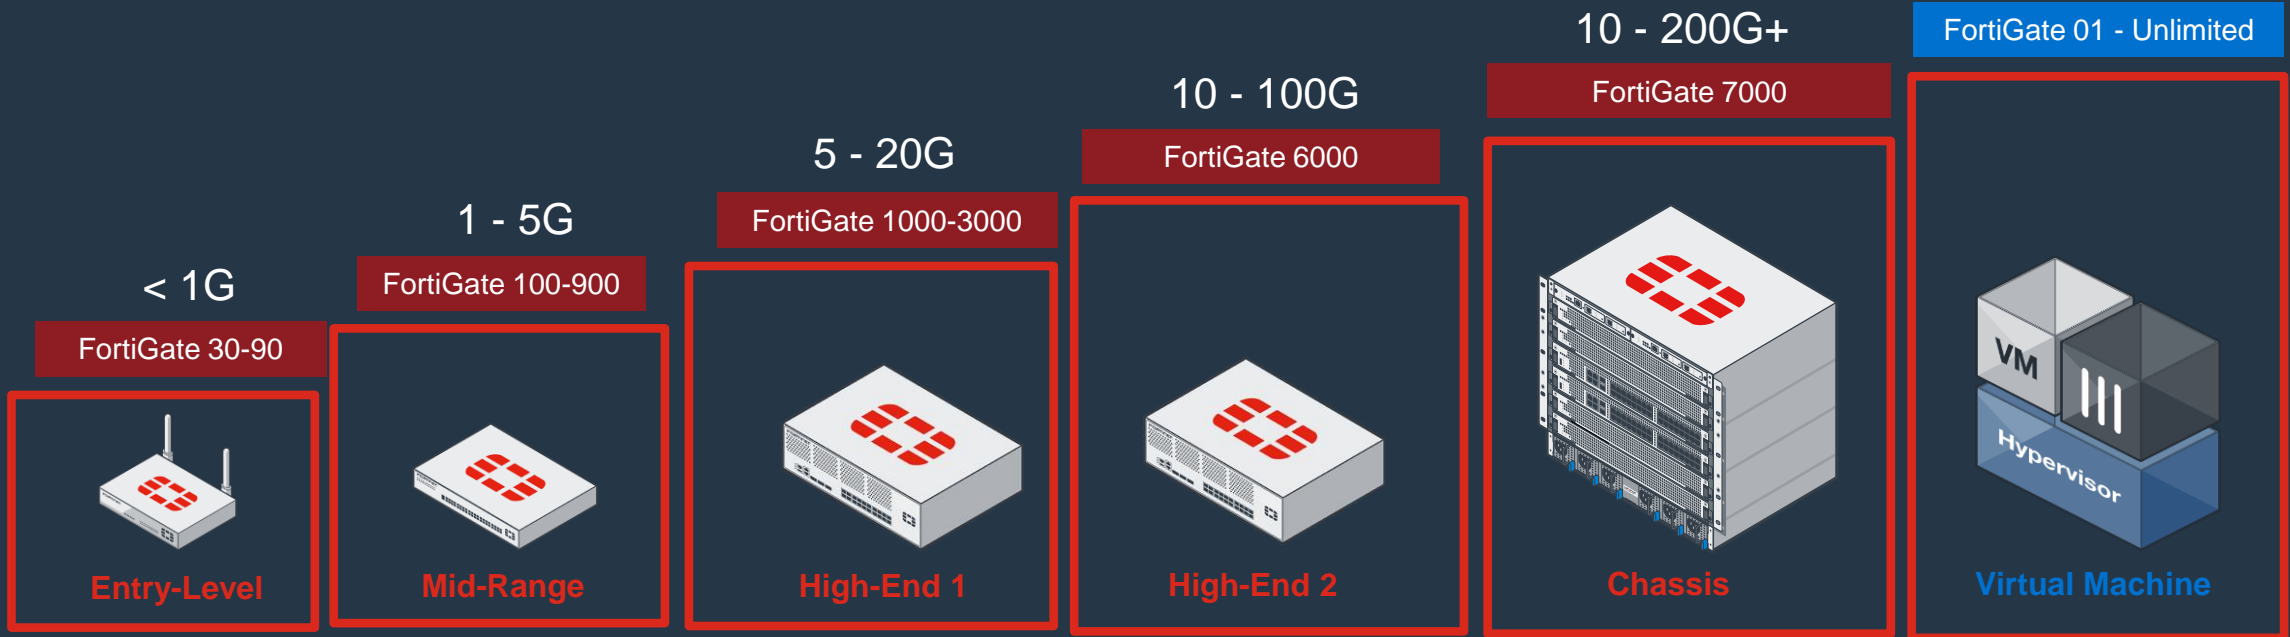 < 1G
FortiGate 30-90
Entry-Level
1 - 5G
FortiGate 100-900
Mid-Range
5 - 20G
FortiGate 1000-3000
High-End 1
10 - 100G
FortiGate 6000
High-End 2
10 - 200G+
FortiGate 7000
Chassis
FortiGate 01 - Unlimited
VM
Hypervisor
Virtual Machine